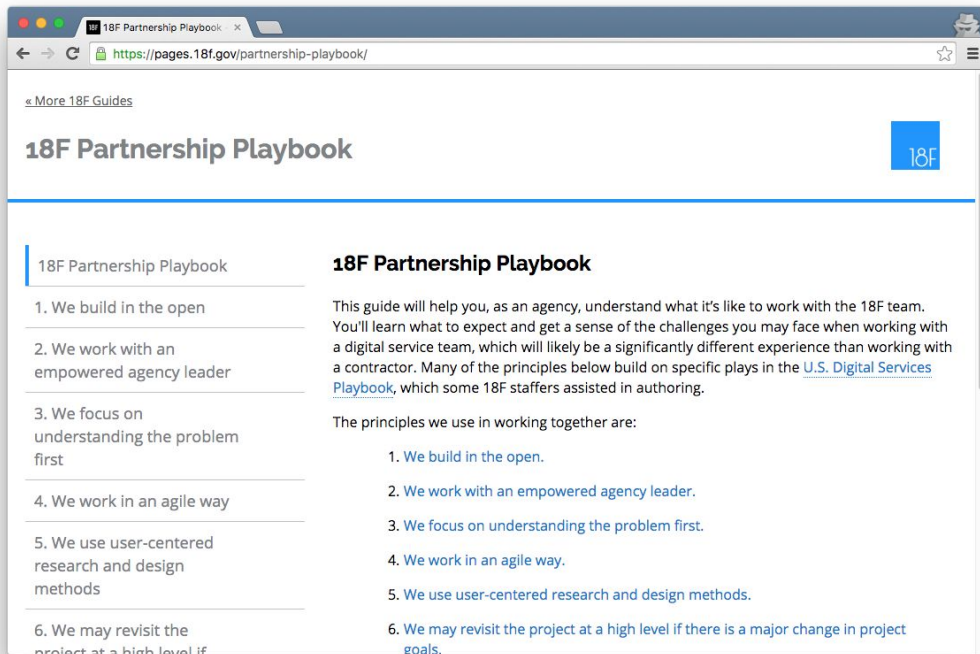 18F Partnership Playbook
https://pages.18f.gov/partnership-playbook/
« More 18F Guides
18F Partnership Playbook
18F
18F Partnership Playbook
1. We build in the open
2. We work with an
empowered agency leader
3. We focus on
understanding the problem
first
4. We work in an agile way
5. We use user-centered
research and design
methods
6. We may revisit the
project at a high level if
18F Partnership Playbook
This guide will help you, as an agency, understand what it's like to work with the 18F team.
You'll learn what to expect and get a sense of the challenges you may face when working with
a digital service team, which will likely be a significantly different experience than working with
a contractor. Many of the principles below build on specific plays in the U.S. Digital Services
Playbook, which some 18F staffers assisted in authoring.
The principles we use in working together are:
1. We build in the open.
2. We work with an empowered agency leader.
3. We focus on understanding the problem first.
4. We work in an agile way.
5. We use user-centered research and design methods.
6. We may revisit the project at a high level if there is a major change in project
goals.